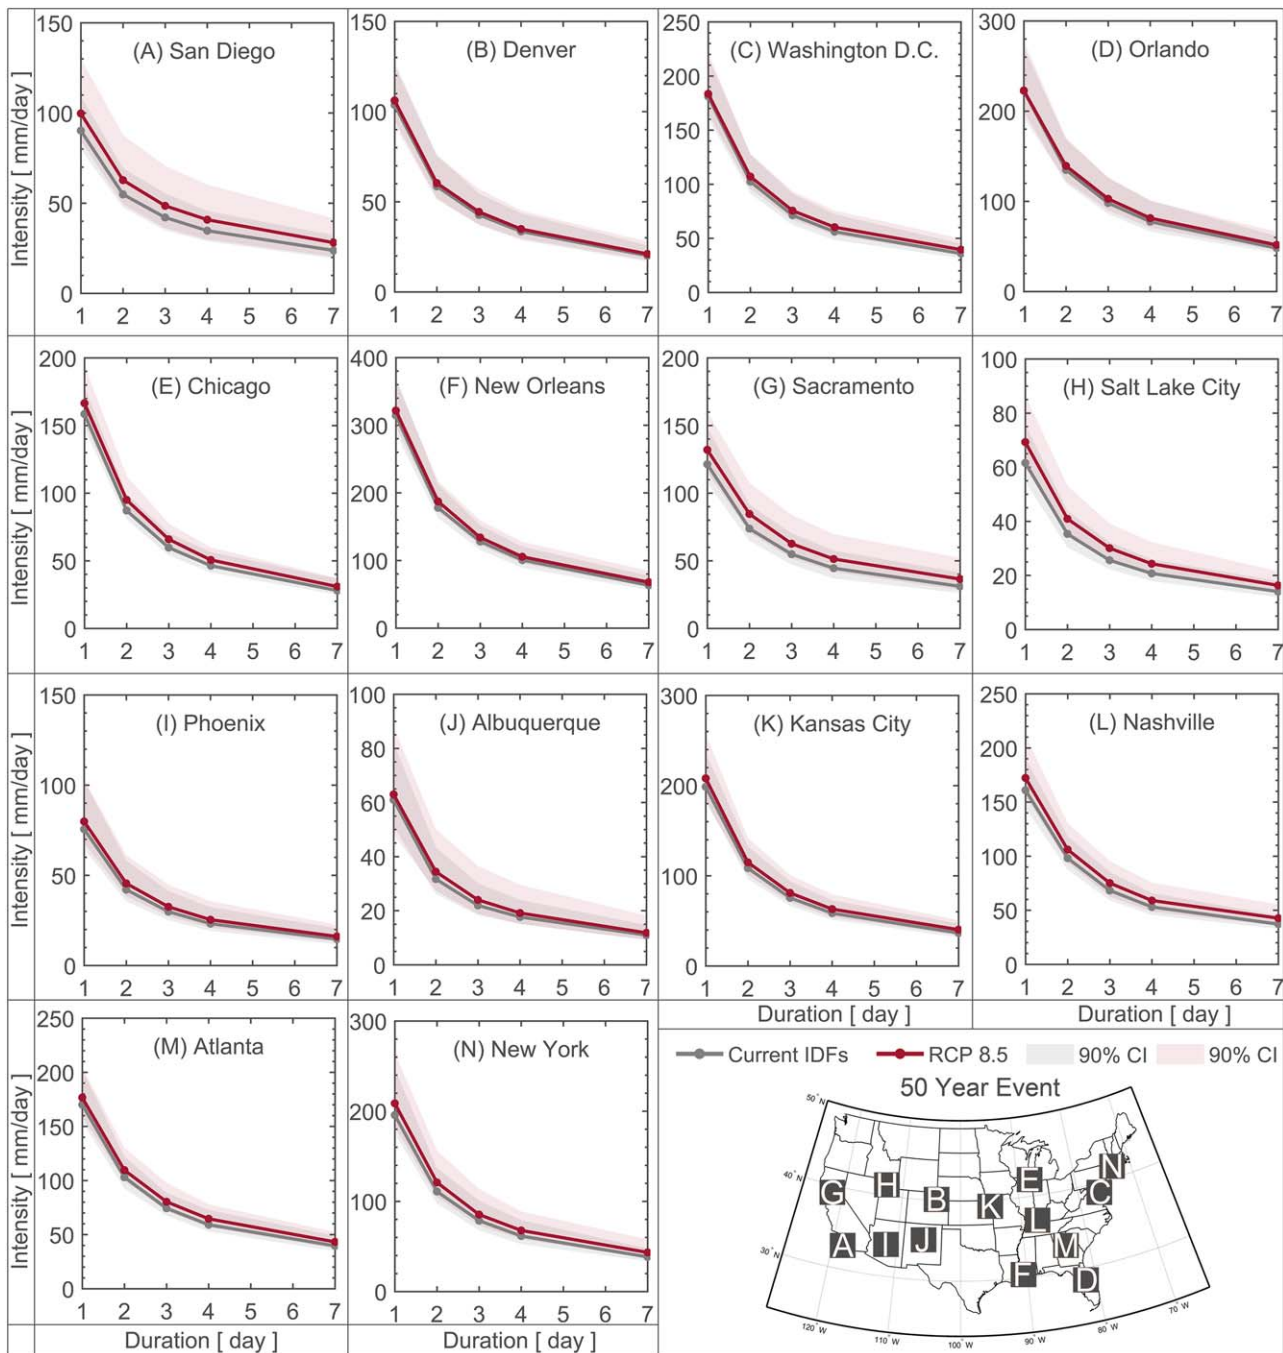 (A) San Diego
Intensity [ mm/day ]
150
100
50
0
1 2 3 4 5 6 7
(B) Denver
150
100
50
0
1 2 3 4 5 6 7
(C) Washington D.C.
250
200
150
100
50
0
1 2 3 4 5 6 7
(D) Orlando
300
200
100
0
1 2 3 4 5 6 7
(E) Chicago
Intensity [ mm/day ]
200
150
100
50
0
1 2 3 4 5 6 7
(F) New Orleans
400
300
200
100
0
1 2 3 4 5 6 7
(G) Sacramento
200
150
100
50
0
1 2 3 4 5 6 7
(H) Salt Lake City
100
80
60
40
20
0
1 2 3 4 5 6 7
(I) Phoenix
Intensity [ mm/day ]
150
100
50
0
1 2 3 4 5 6 7
(J) Albuquerque
100
80
60
40
20
0
1 2 3 4 5 6 7
(K) Kansas City
300
200
100
0
1 2 3 4 5 6 7
Duration [ day ]
(L) Nashville
250
200
150
100
50
0
1 2 3 4 5 6 7
Duration [ day ]
(M) Atlanta
Intensity [ mm/day ]
250
200
150
100
50
0
1 2 3 4 5 6 7
Duration [ day ]
(N) New York
300
200
100
0
1 2 3 4 5 6 7
Duration [ day ]
Current IDFs RCP 8.5 90% CI 90% CI
50 Year Event
50° N
40° N
30° N
120° W
110° W
100° W
90° W
80° W
70° W
G H B K E N C
A I J L M
F D